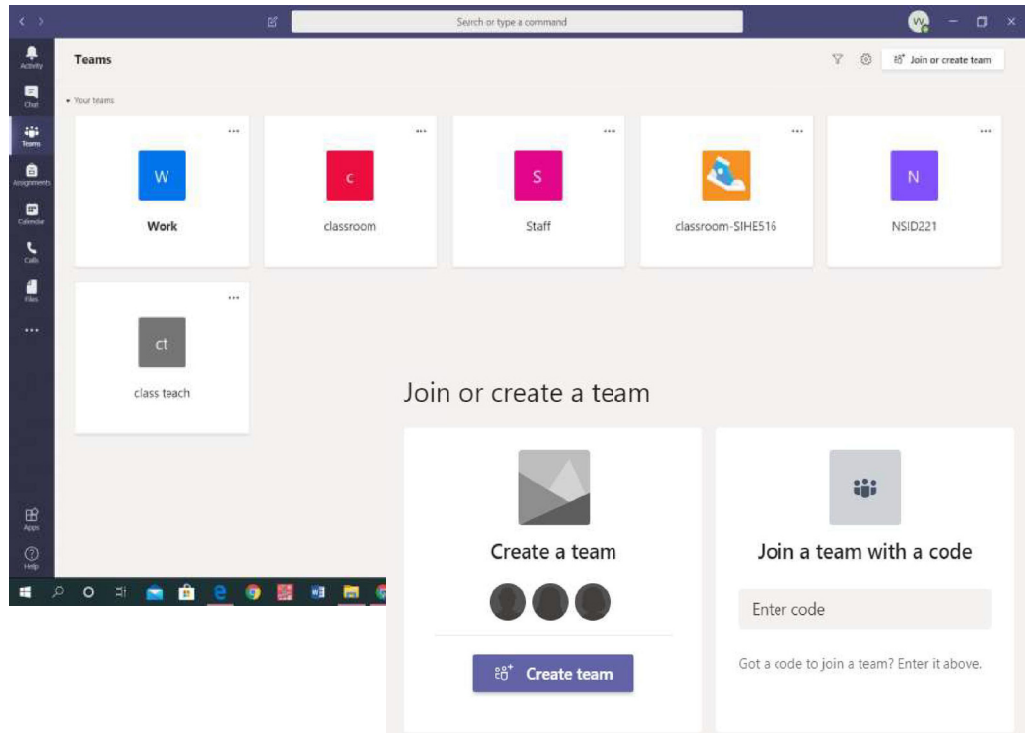 Search or type a command
VV
Activity
Teams
Join or create team
Chat
Your teams
Teams
W
c
S
N
Assignments
Work
classroom
Staff
classroom-SIHE516
NSID221
Calendar
Calls
Files
ct
class teach
Join or create a team
Apps
Help
Create a team
Join a team with a code
Enter code
Create team
Got a code to join a team? Enter it above.